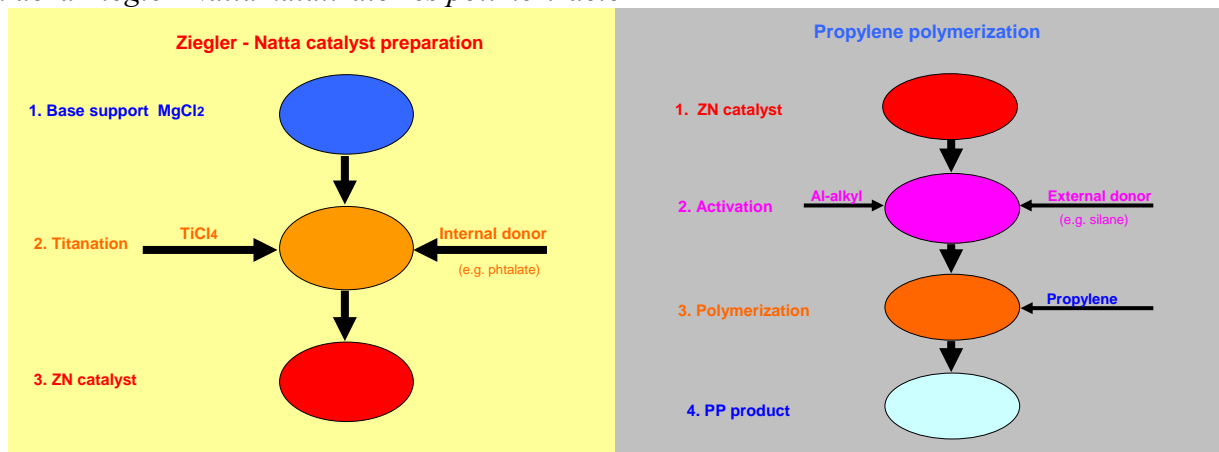 Ziegler - Natta catalyst preparation
1. Base support MgCl2
2. Titanation
TiCl4
Internal donor
(e.g. phtalate)
3. ZN catalyst
Propylene polymerization
1. ZN catalyst
2. Activation
Al-alkyl
External donor
(e.g. silane)
3. Polymerization
Propylene
4. PP product